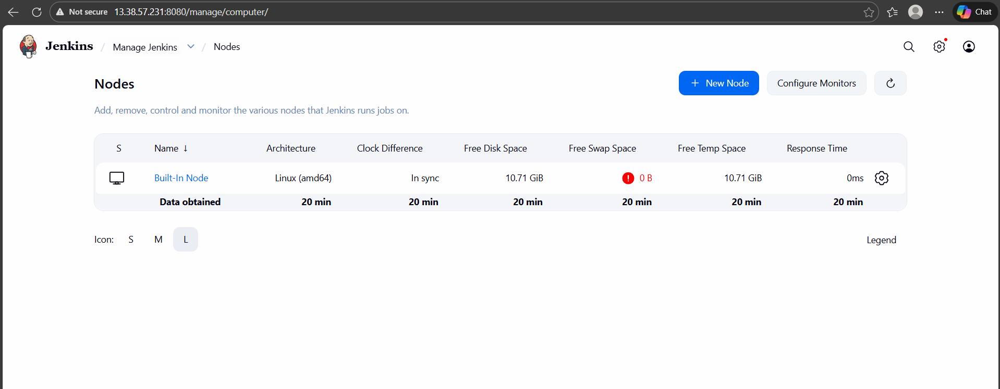 Not secure 13.38.57.231:8080/manage/computer/ Chat
Jenkins / Manage Jenkins / Nodes
Nodes
+ New Node Configure Monitors
Add, remove, control and monitor the various nodes that Jenkins runs jobs on.
S Name ↓ Architecture Clock Difference Free Disk Space Free Swap Space Free Temp Space Response Time
Built-In Node Linux (amd64) In sync 10.71 GiB 0 B 10.71 GiB 0ms
Data obtained 20 min 20 min 20 min 20 min 20 min 20 min
Icon: S M L Legend